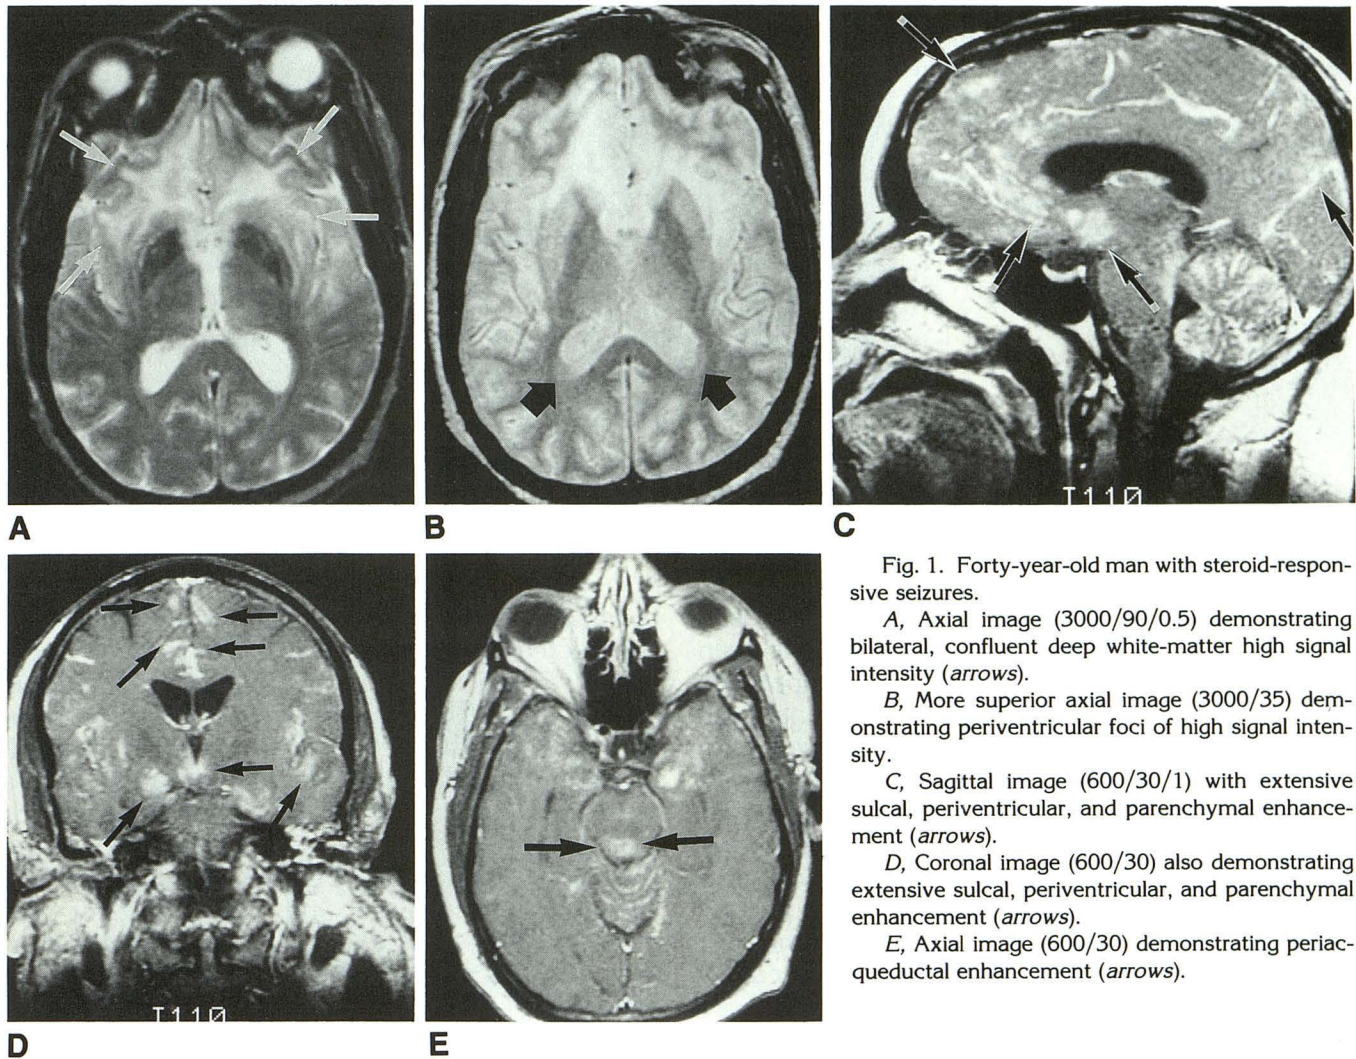 A
B
C
I110
D
I110
E
Fig. 1. Forty-year-old man with steroid-respon-
sive seizures.
A, Axial image (3000/90/0.5) demonstrating
bilateral, confluent deep white-matter high signal
intensity (arrows).
B, More superior axial image (3000/35) dem-
onstrating periventricular foci of high signal inten-
sity.
C, Sagittal image (600/30/1) with extensive
sulcal, periventricular, and parenchymal enhance-
ment (arrows).
D, Coronal image (600/30) also demonstrating
extensive sulcal, periventricular, and parenchymal
enhancement (arrows).
E, Axial image (600/30) demonstrating periac-
queductal enhancement (arrows).